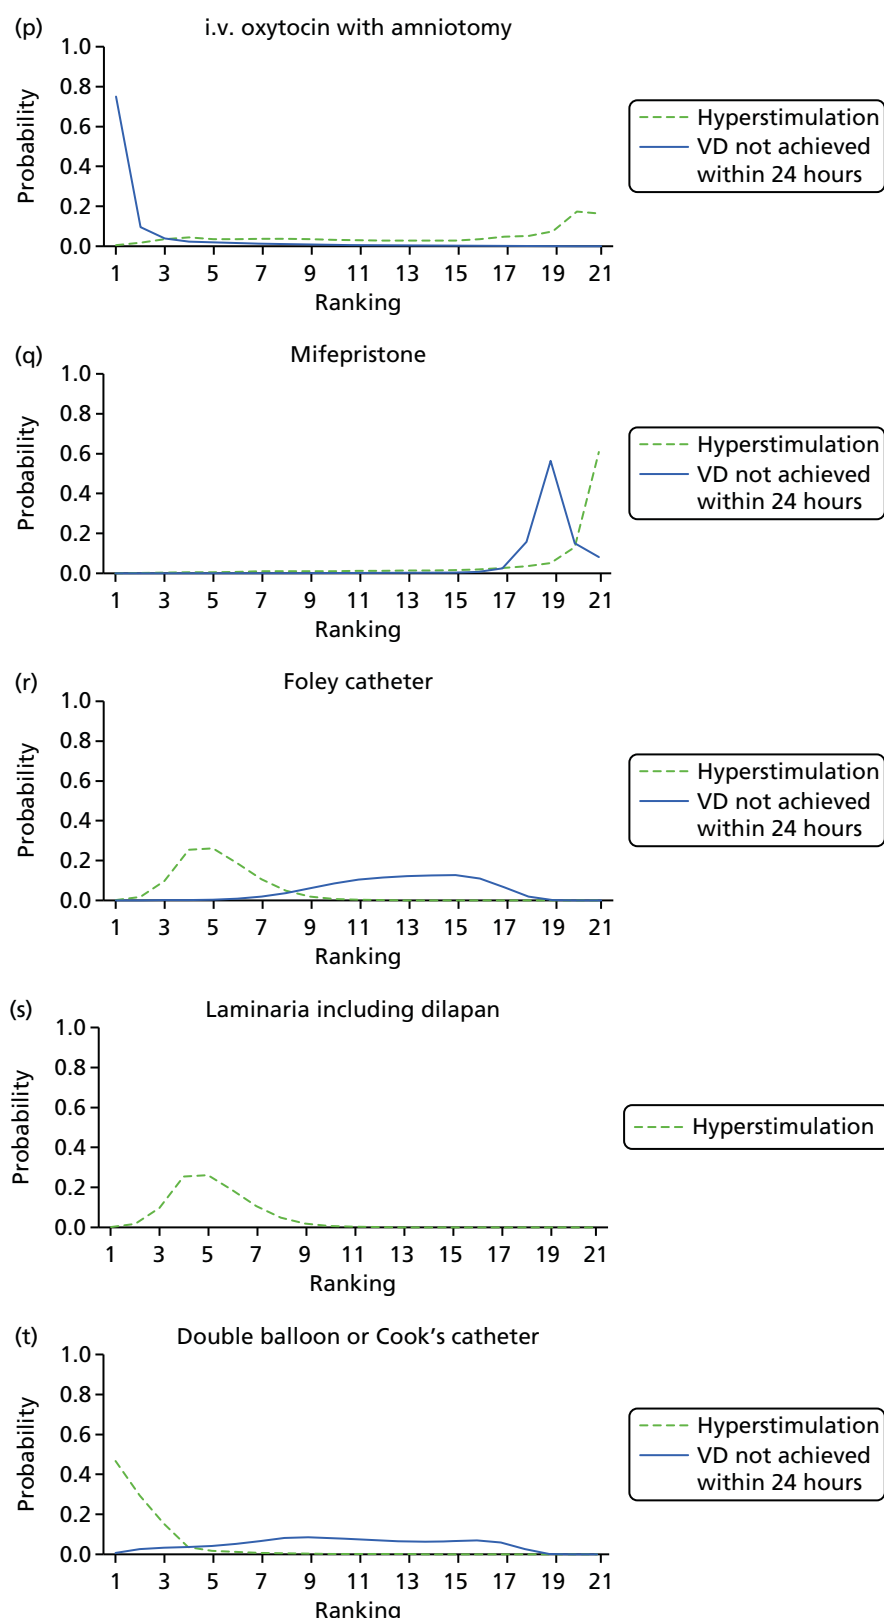 (p)
i.v. oxytocin with amniotomy
1.0
0.8
0.6
0.4
0.2
0.0
Probability
1 3 5 7 9 11 13 15 17 19 21
Ranking
Hyperstimulation
VD not achieved
within 24 hours
(q)
Mifepristone
1.0
0.8
0.6
0.4
0.2
0.0
Probability
1 3 5 7 9 11 13 15 17 19 21
Ranking
Hyperstimulation
VD not achieved
within 24 hours
(r)
Foley catheter
1.0
0.8
0.6
0.4
0.2
0.0
Probability
1 3 5 7 9 11 13 15 17 19 21
Ranking
Hyperstimulation
VD not achieved
within 24 hours
(s)
Laminaria including dilapan
1.0
0.8
0.6
0.4
0.2
0.0
Probability
1 3 5 7 9 11 13 15 17 19 21
Ranking
Hyperstimulation
(t)
Double balloon or Cook's catheter
1.0
0.8
0.6
0.4
0.2
0.0
Probability
1 3 5 7 9 11 13 15 17 19 21
Ranking
Hyperstimulation
VD not achieved
within 24 hours